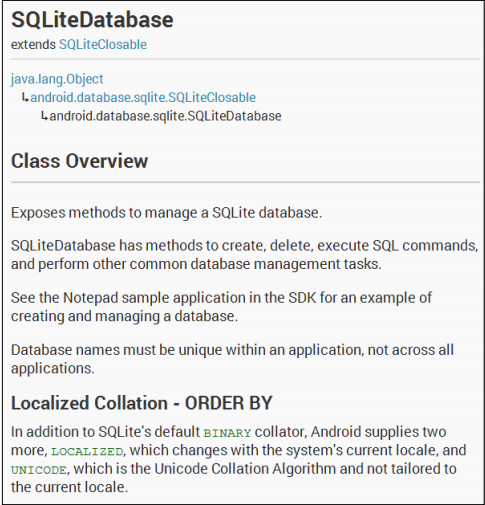 SQLiteDatabase
extends SQLiteClosable
java.lang.Object
↳android.database.sqlite.SQLiteClosable
↳android.database.sqlite.SQLiteDatabase
Class Overview
Exposes methods to manage a SQLite database.
SQLiteDatabase has methods to create, delete, execute SQL commands,
and perform other common database management tasks.
See the Notepad sample application in the SDK for an example of
creating and managing a database.
Database names must be unique within an application, not across all
applications.
Localized Collation - ORDER BY
In addition to SQLite's default BINARY collator, Android supplies two
more, LOCALIZED, which changes with the system's current locale, and
UNICODE, which is the Unicode Collation Algorithm and not tailored to
the current locale.